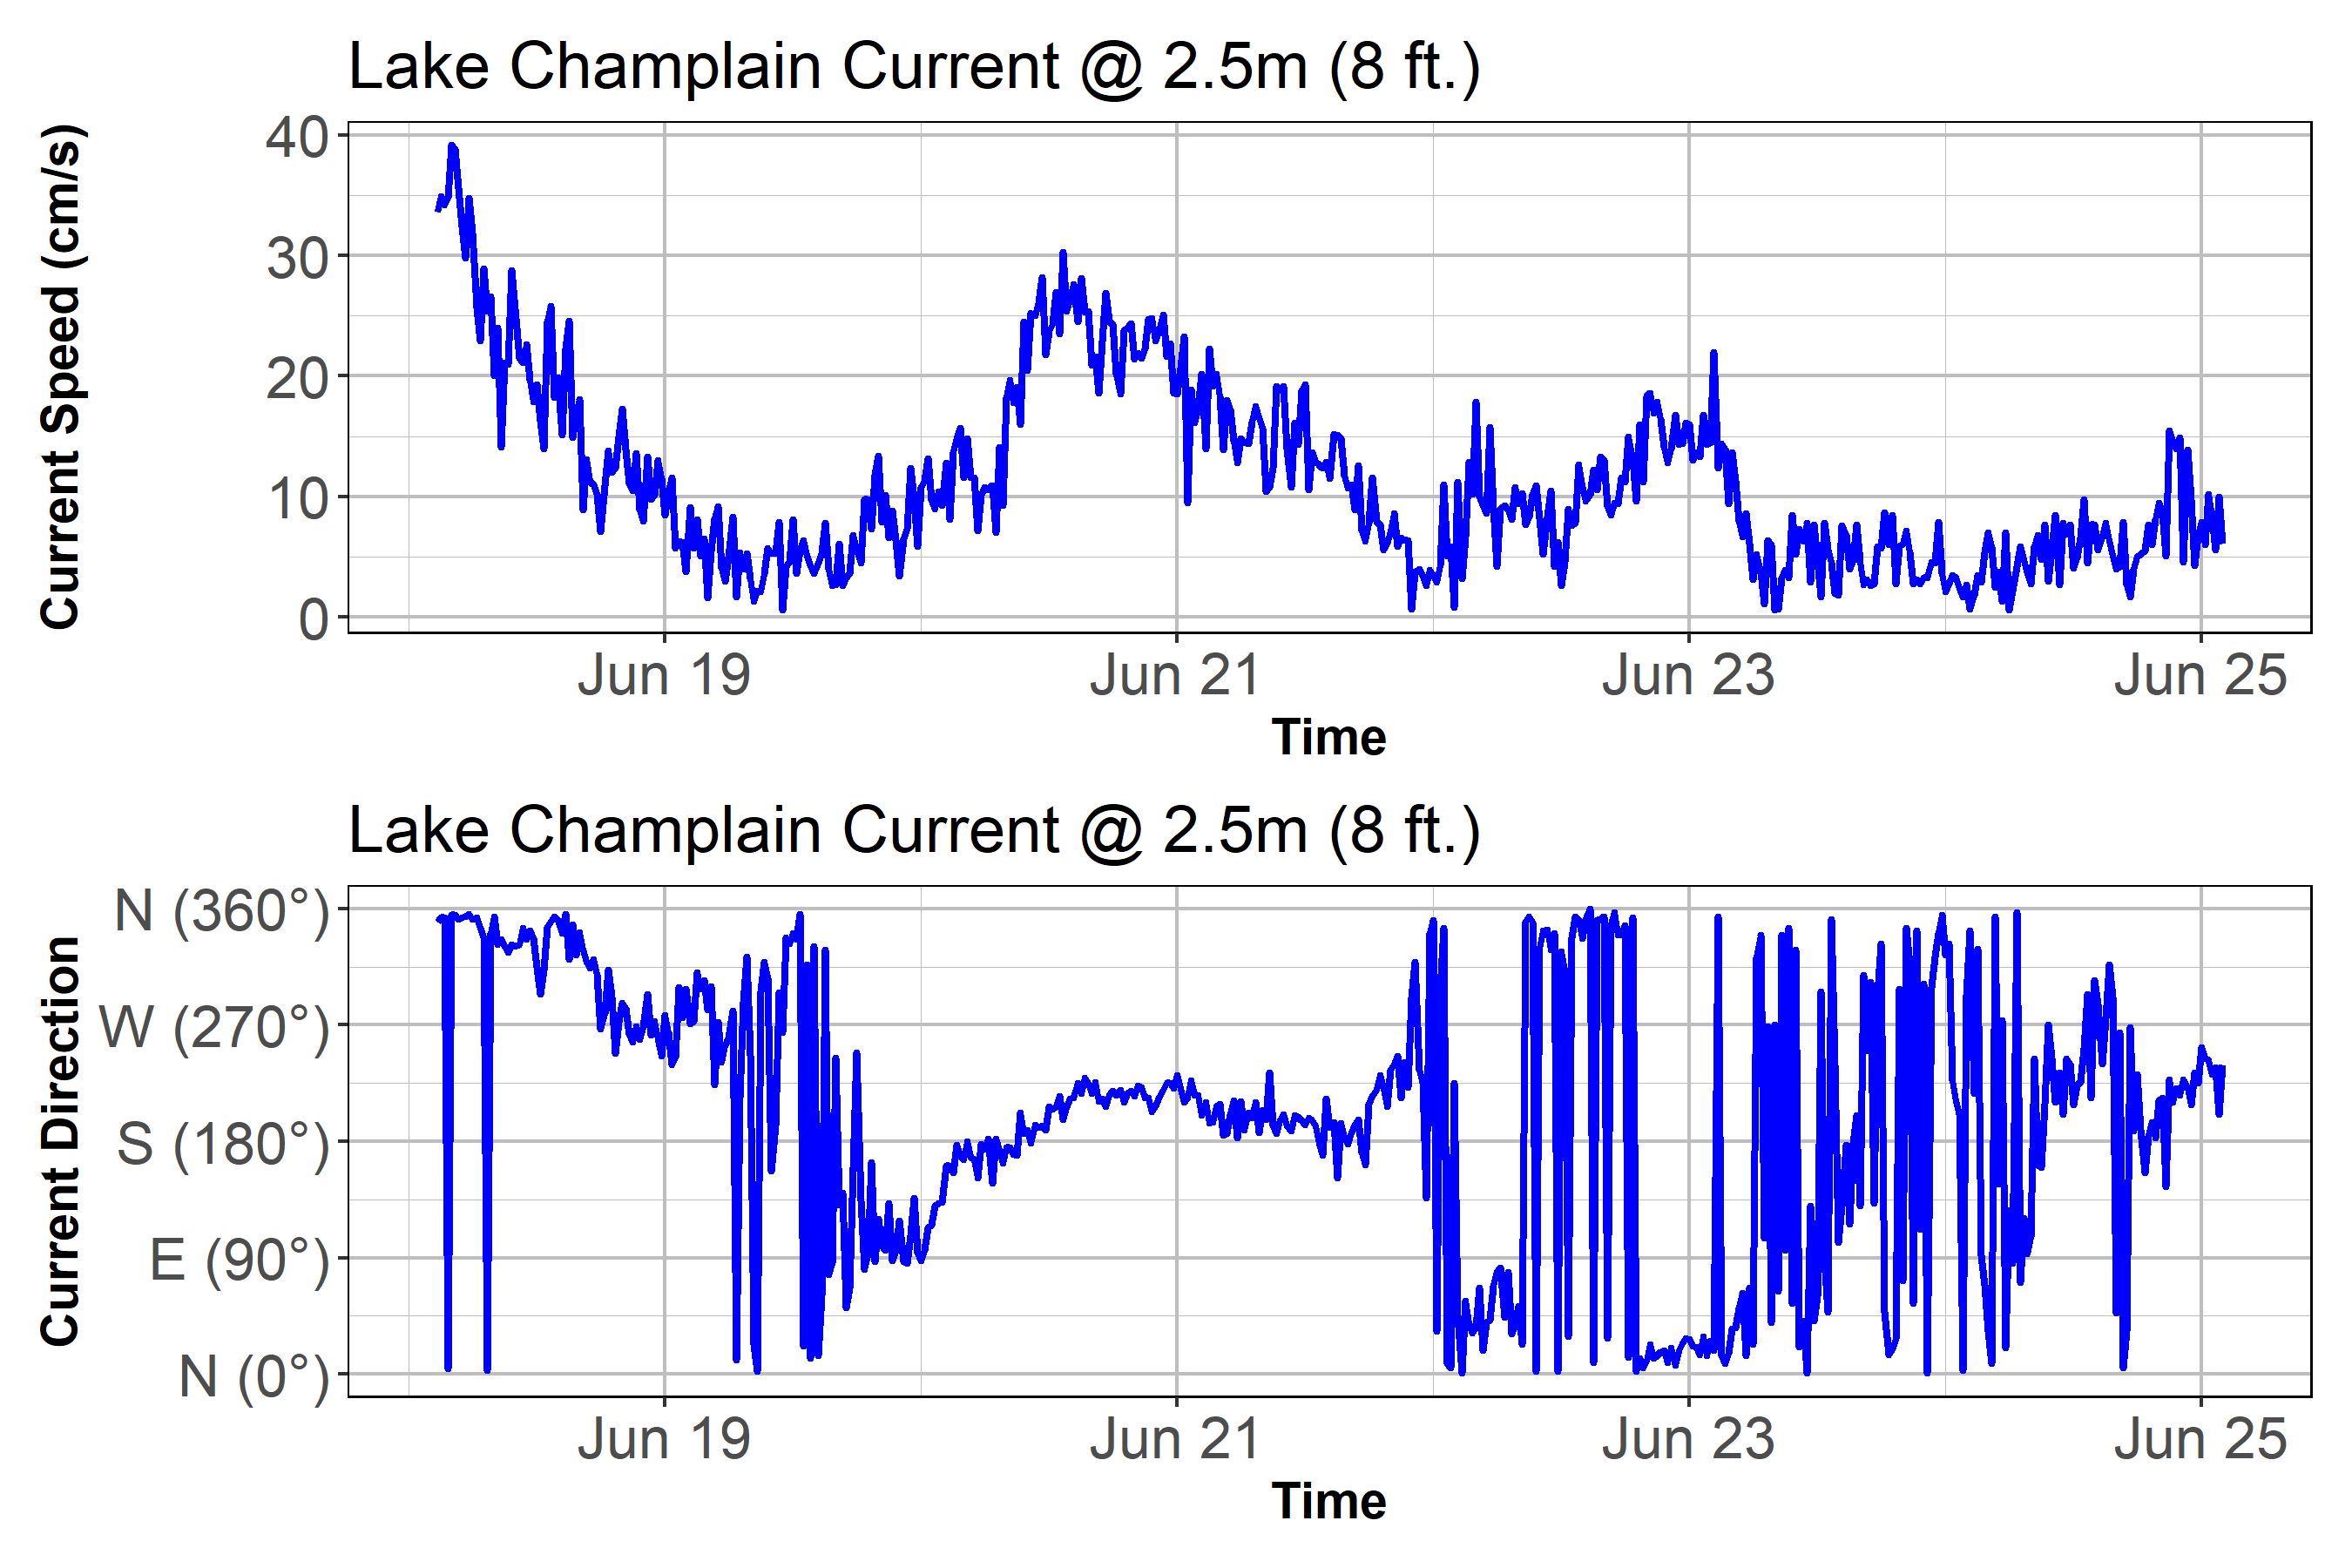 Lake Champlain Current @ 2.5m (8 ft.)
Current Speed (cm/s)
40
30
20
10
0
Jun 19 Jun 21 Jun 23 Jun 25
Time
Lake Champlain Current @ 2.5m (8 ft.)
Current Direction
N (360°)
W (270°)
S (180°)
E (90°)
N (0°)
Jun 19 Jun 21 Jun 23 Jun 25
Time